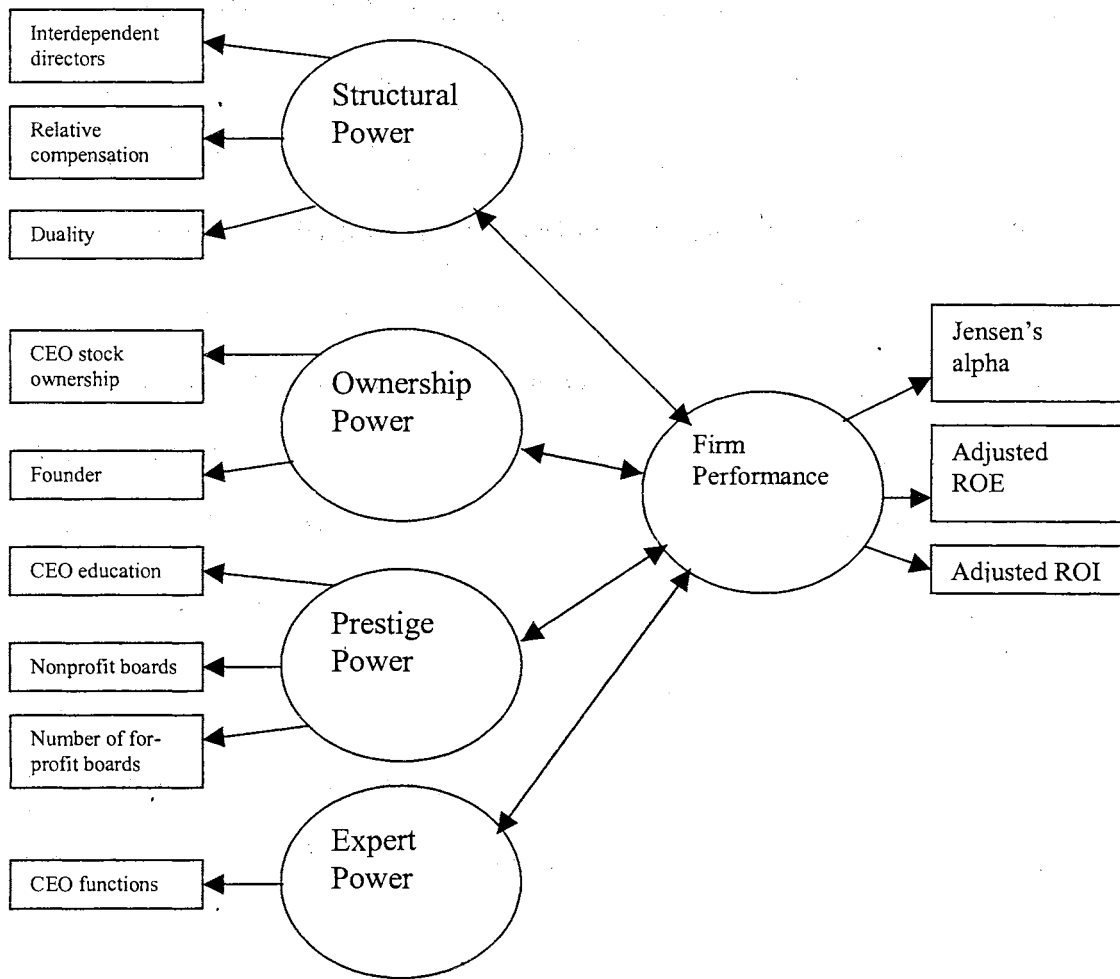 Interdependent
directors
Relative
compensation
Duality
Structural
Power
CEO stock
ownership
Founder
Ownership
Power
CEO education
Nonprofit boards
Number of for-
profit boards
Prestige
Power
CEO functions
Expert
Power
Firm
Performance
Jensen's
alpha
Adjusted
ROE
Adjusted ROI